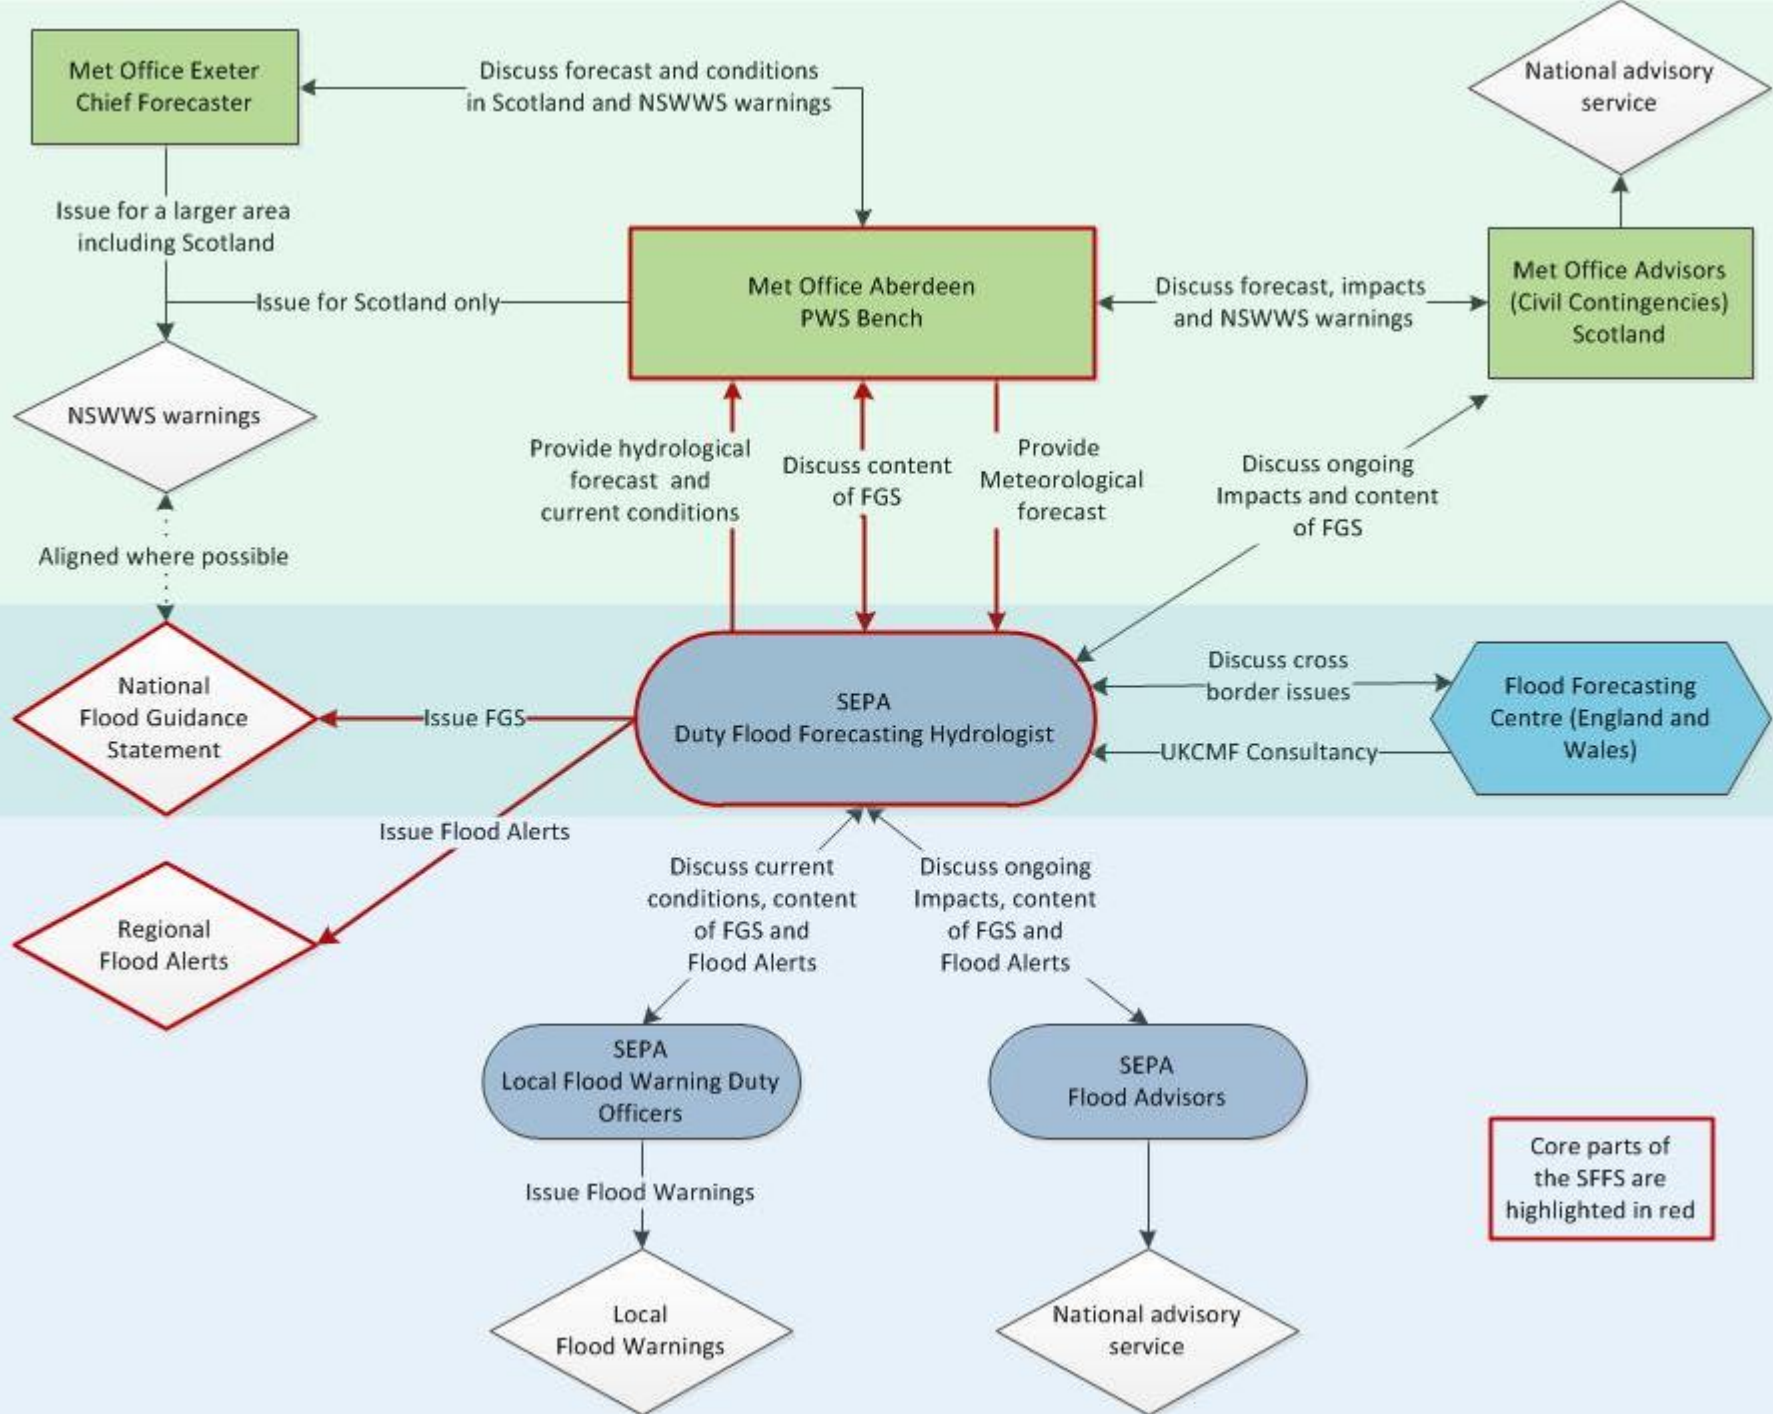 Met Office Exeter
Chief Forecaster
Discuss forecast and conditions
in Scotland and NSWWS warnings
National advisory
service
Issue for a larger area
including Scotland
Issue for Scotland only
Met Office Aberdeen
PWS Bench
Discuss forecast, impacts
and NSWWS warnings
Met Office Advisors
(Civil Contingencies)
Scotland
NSWWS warnings
Provide hydrological
forecast and
current conditions
Discuss content
of FGS
Provide
Meteorological
forecast
Discuss ongoing
Impacts and content
of FGS
Aligned where possible
National
Flood Guidance
Statement
Issue FGS
SEPA
Duty Flood Forecasting Hydrologist
Discuss cross
border issues
UKCMF Consultancy
Flood Forecasting
Centre (England and
Wales)
Issue Flood Alerts
Regional
Flood Alerts
Discuss current
conditions, content
of FGS and
Flood Alerts
Discuss ongoing
Impacts, content
of FGS and
Flood Alerts
SEPA
Local Flood Warning Duty
Officers
SEPA
Flood Advisors
Core parts of
the SFFS are
highlighted in red
Issue Flood Warnings
Local
Flood Warnings
National advisory
service